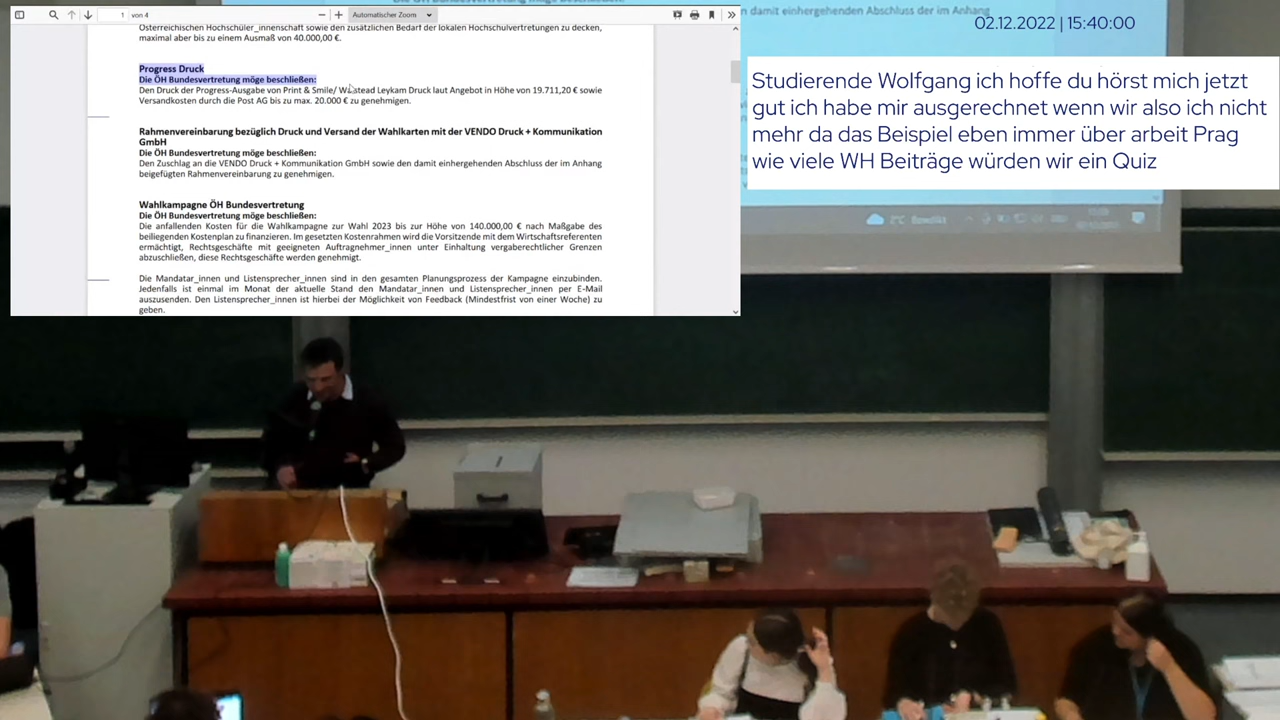 1 von 4
Automatischer Zoom
Österreichischen Hochschüler_innenschaft sowie den zusätzlichen Bedarf der lokalen Hochschulvertretungen zu decken,
maximal aber bis zu einem Ausmaß von 40.000,00 €.
Progress Druck
Die ÖH Bundesvertretung möge beschließen:
Den Druck der Progress-Ausgabe von Print & Smile/ Walstead Leykam Druck laut Angebot in Höhe von 19.711,20 € sowie
Versandkosten durch die Post AG bis zu max. 20.000 € zu genehmigen.
Rahmenvereinbarung bezüglich Druck und Versand der Wahlkarten mit der VENDO Druck + Kommunikation
GmbH
Die ÖH Bundesvertretung möge beschließen:
Den Zuschlag an die VENDO Druck + Kommunikation GmbH sowie den damit einhergehenden Abschluss der im Anhang
beigefügten Rahmenvereinbarung zu genehmigen.
Wahlkampagne ÖH Bundesvertretung
Die ÖH Bundesvertretung möge beschließen:
Die anfallenden Kosten für die Wahlkampagne zur Wahl 2023 bis zur Höhe von 140.000,00 € nach Maßgabe des
beiliegenden Kostenplan zu finanzieren. Im gesetzten Kostenrahmen wird die Vorsitzende mit dem Wirtschaftsreferenten
ermächtigt, Rechtsgeschäfte mit geeigneten Auftragnehmer_innen unter Einhaltung vergaberechtlicher Grenzen
abzuschließen, diese Rechtsgeschäfte werden genehmigt.
Die Mandatar_innen und Listensprecher_innen sind in den gesamten Planungsprozess der Kampagne einzubinden.
Jedenfalls ist einmal im Monat der aktuelle Stand den Mandatar_innen und Listensprecher_innen per E-Mail
auszusenden. Den Listensprecher_innen ist hierbei der Möglichkeit von Feedback (Mindestfrist von einer Woche) zu
geben.
damit einhergehenden Abschluss der im Anhang
02.12.2022 | 15:40:00
Studierende Wolfgang ich hoffe du hörst mich jetzt
gut ich habe mir ausgerechnet wenn wir also ich nicht
mehr da das Beispiel eben immer über arbeit Prag
wie viele WH Beiträge würden wir ein Quiz